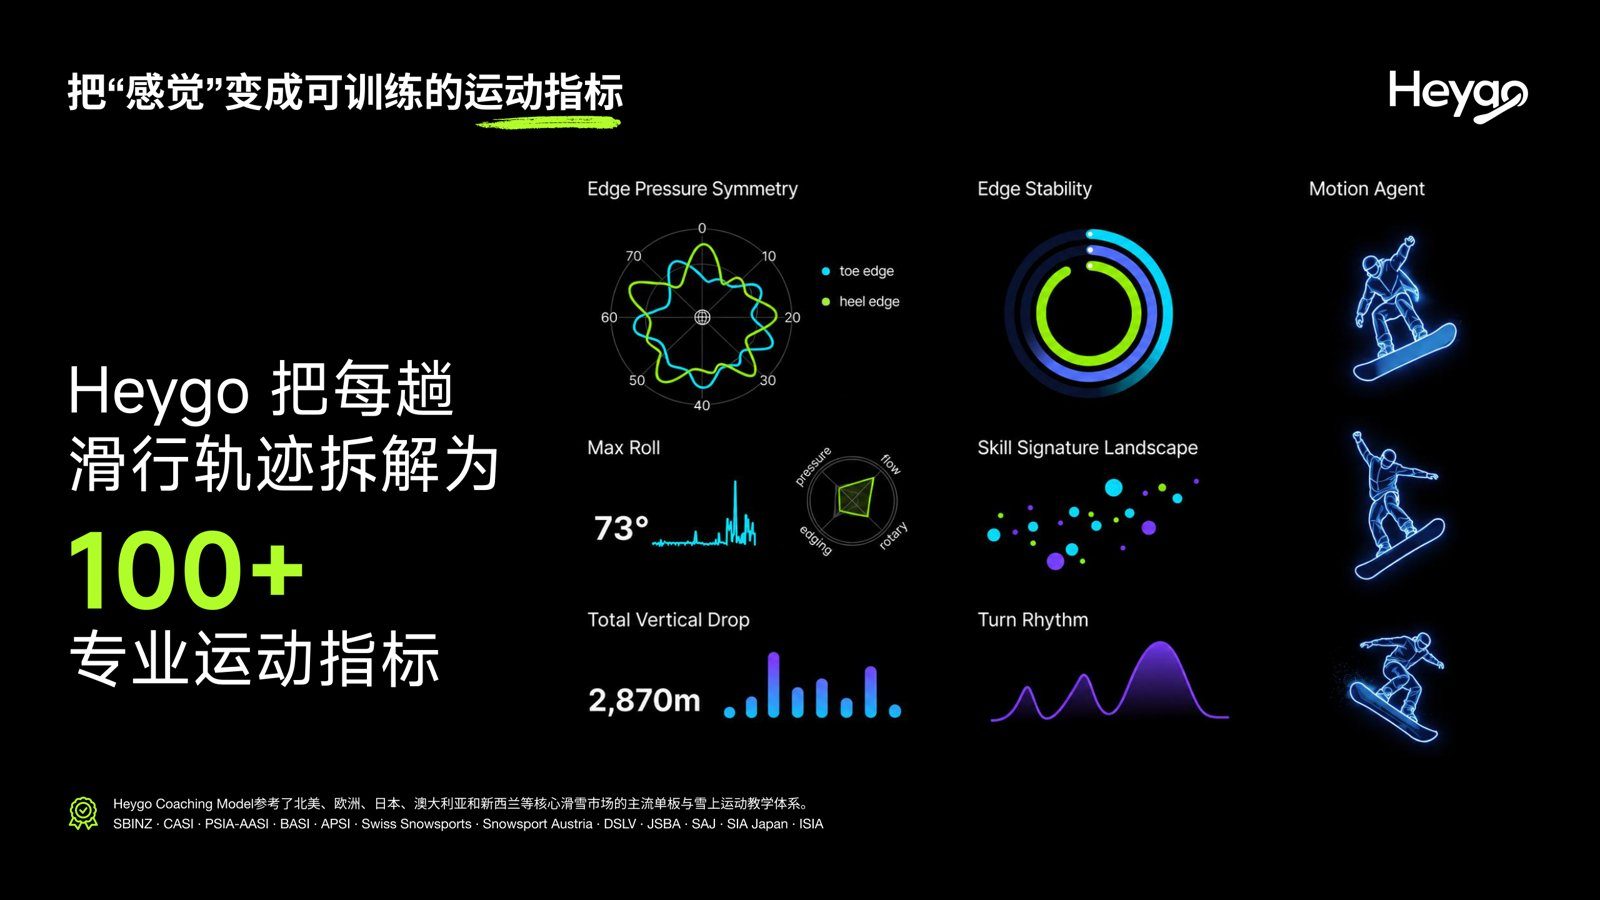 把“感觉”变成可训练的运动指标
Heygo
Heygo 把每趟
滑行轨迹拆解为
100+
专业运动指标
Edge Pressure Symmetry
0
10
20
30
40
50
60
70
toe edge
heel edge
Edge Stability
Motion Agent
Max Roll
73°
pressure
flow
rotary
edging
Skill Signature Landscape
Total Vertical Drop
2,870m
Turn Rhythm
Heygo Coaching Model参考了北美、欧洲、日本、澳大利亚和新西兰等核心滑雪市场的主流单板与雪上运动教学体系。
SBINZ · CASI · PSIA-AASI · BASI · APSI · Swiss Snowsports · Snowsport Austria · DSLV · JSBA · SAJ · SIA Japan · ISIA